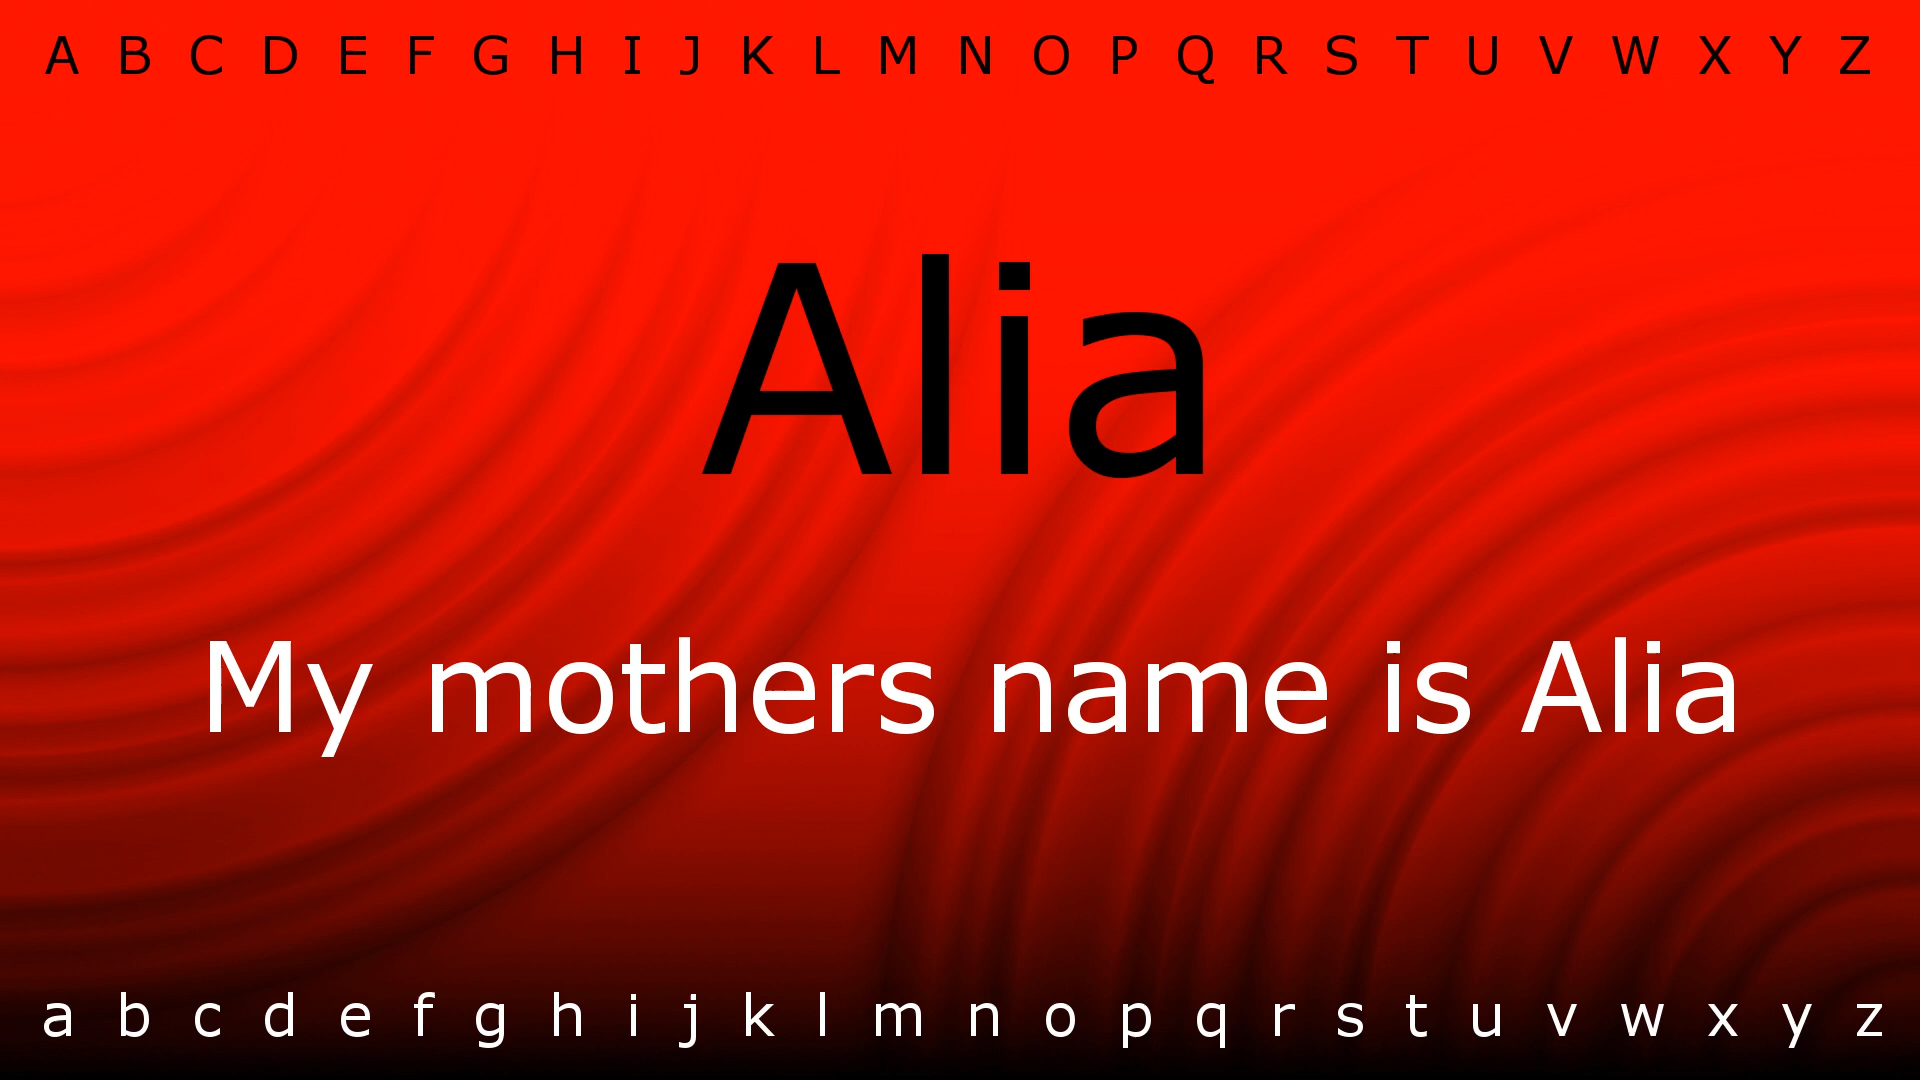 A B C D E F G H I J K L M N O P Q R S T U V W X Y Z
Alia
My mothers name is Alia
a b c d e f g h i j k l m n o p q r s t u v w x y z